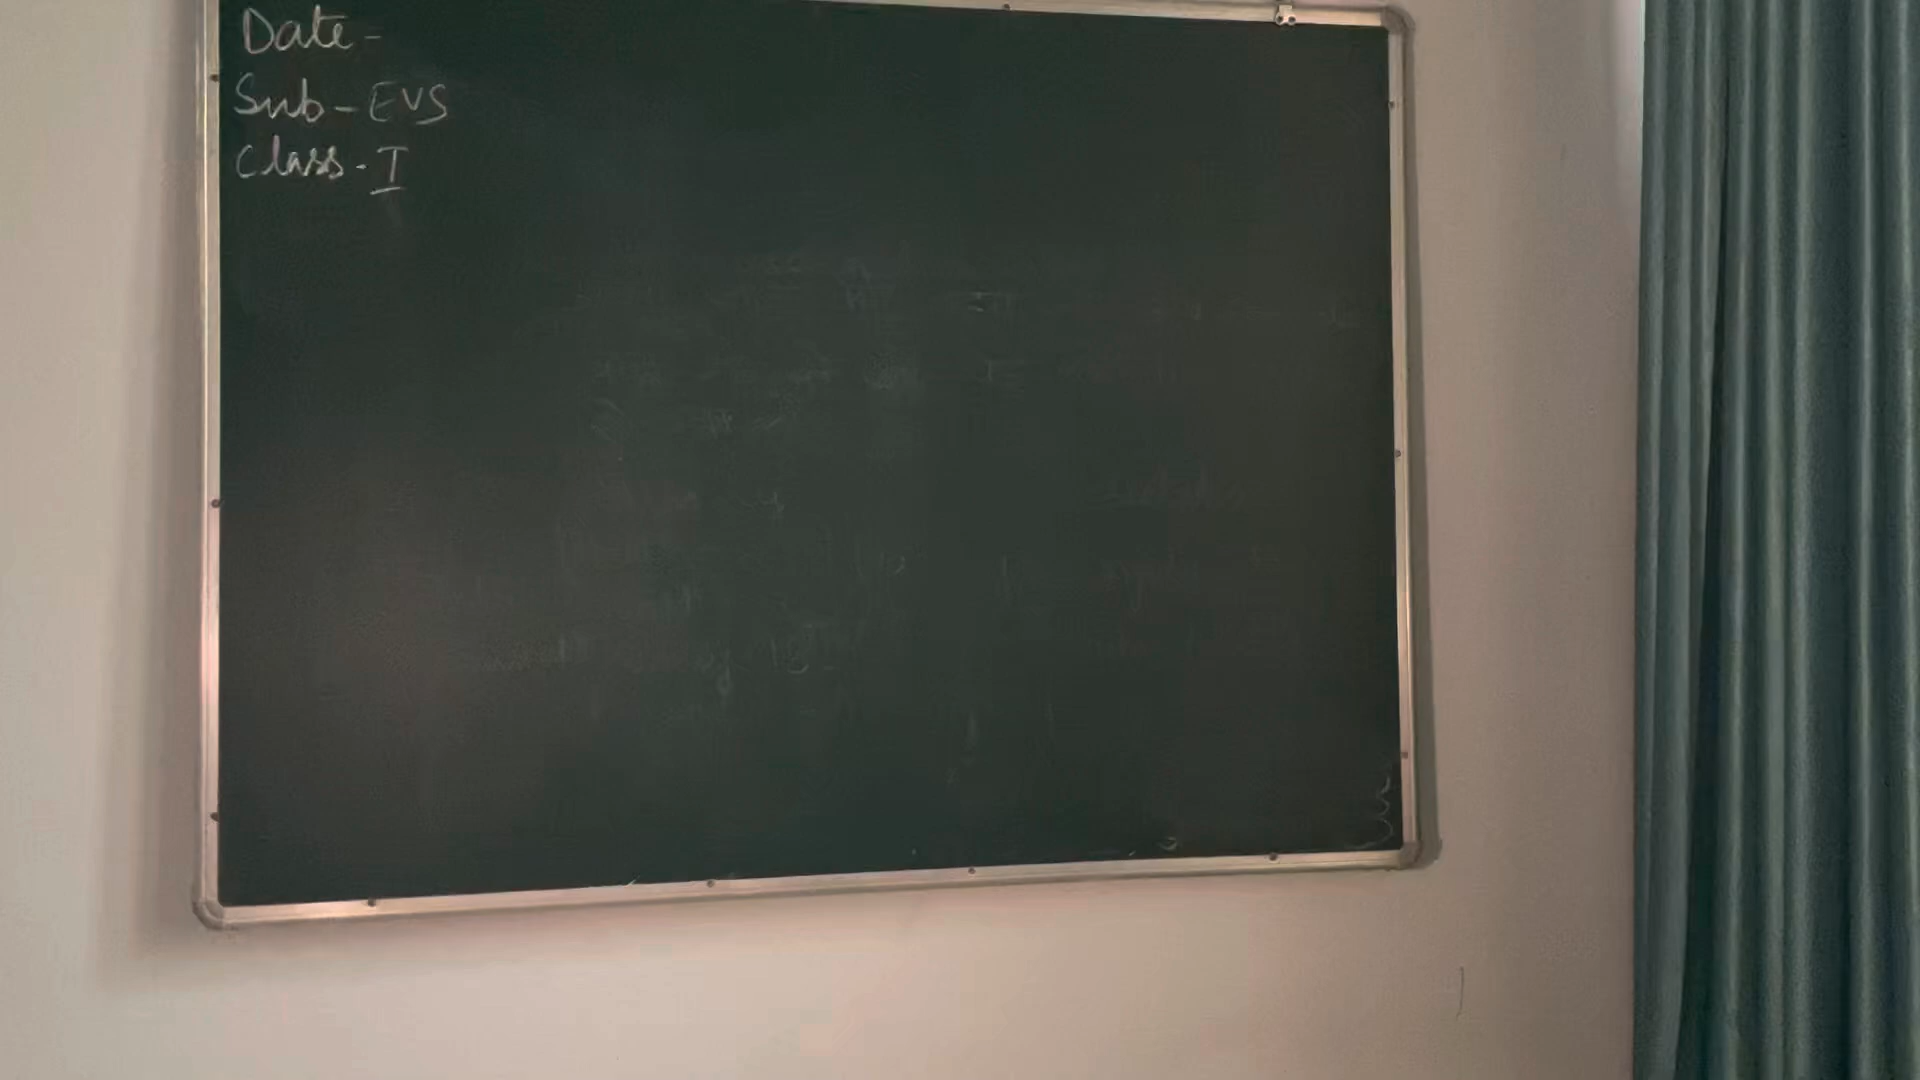 Date -
Sub - EVS
Class - I